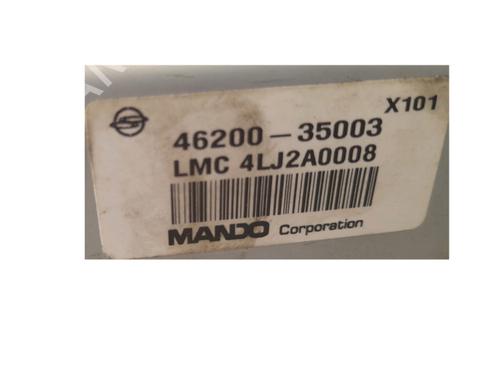 X101
46200-35003
LMC 4LJ2A0008
MANDO Corporation